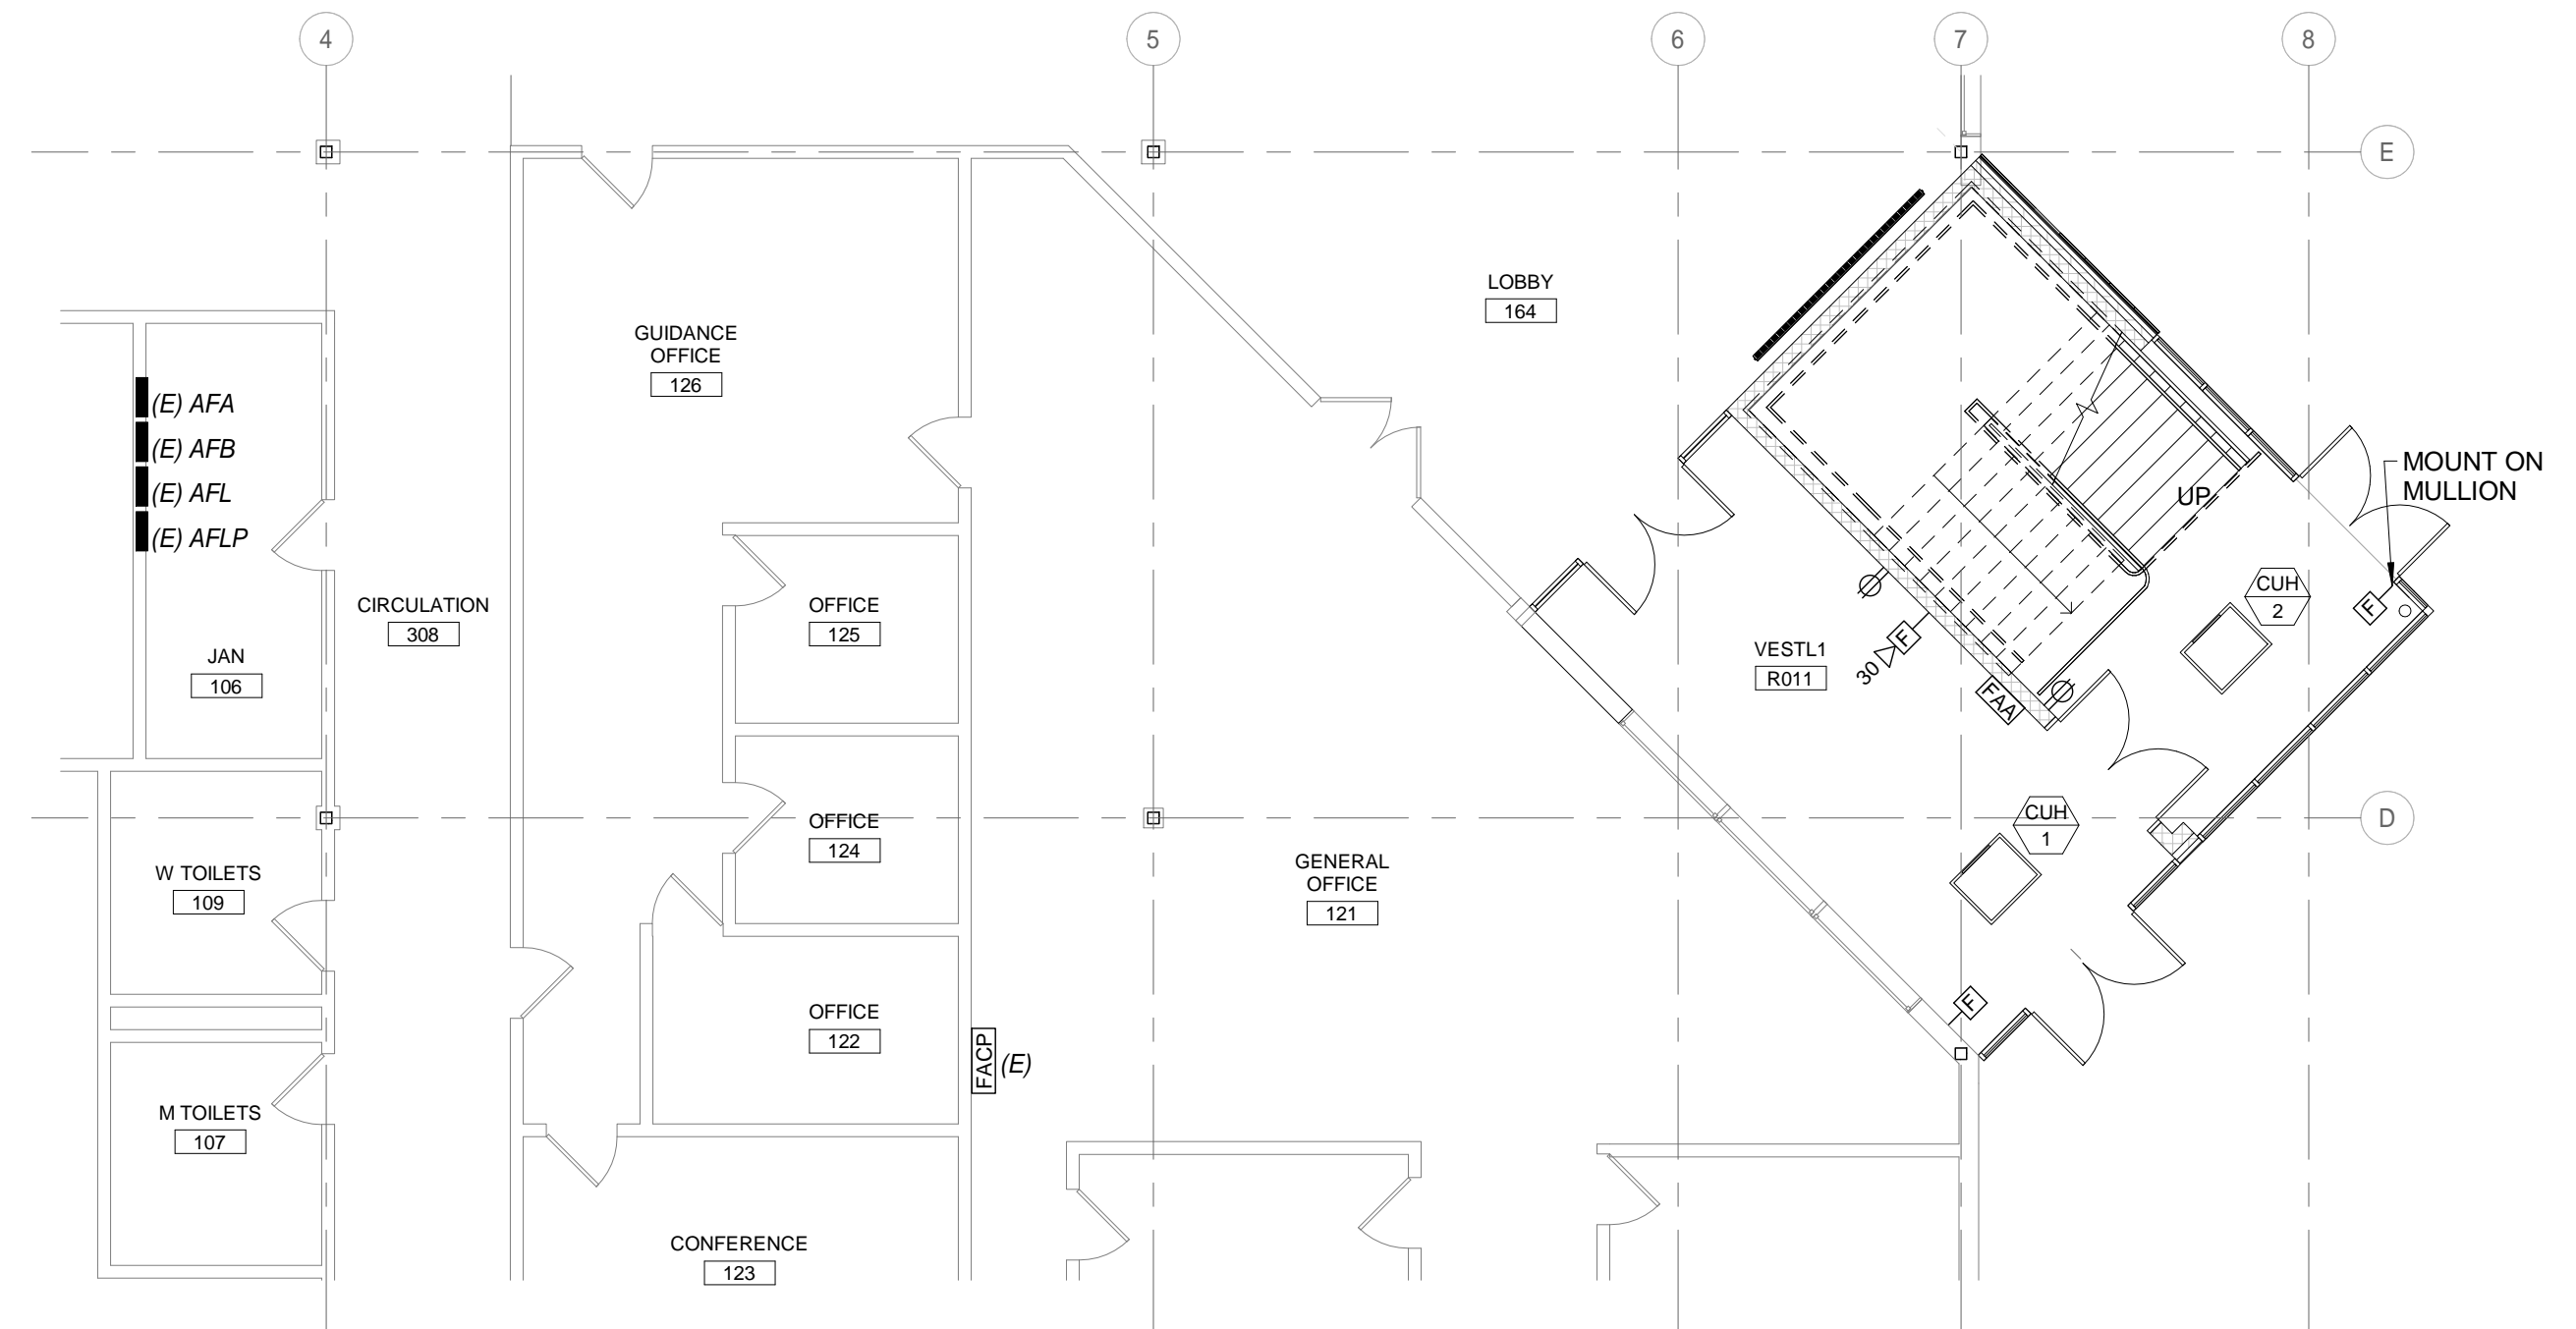 4
5
6
7
8
E
LOBBY
164
GUIDANCE
OFFICE
126
(E) AFA
(E) AFB
(E) AFL
(E) AFLP
MOUNT ON
MULLION
UP
CIRCULATION
308
OFFICE
125
CUH
2
F
F
30
VESTL1
R011
JAN
106
FAA
D
CUH
1
OFFICE
124
W TOILETS
109
GENERAL
OFFICE
121
F
OFFICE
122
FACP
(E)
M TOILETS
107
CONFERENCE
123